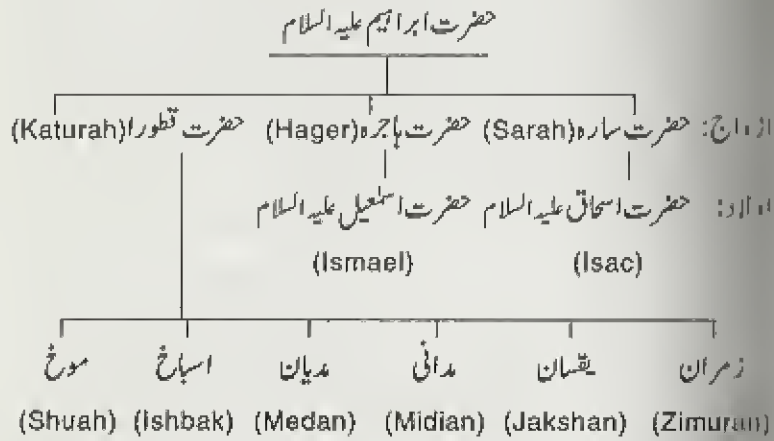 حضرت ابراہیم علیہ السلام
ازواج: حضرت سارہ(Sarah) حضرت ہاجرہ(Hager) حضرت قطورا(Katurah)
اولاد: حضرت اسحاق علیہ السلام حضرت اسمٰعیل علیہ السلام
(Isac) (Ismael)
زمران یقسان مدانی مدیان اسباخ موخ
(Zimuran) (Jakshan) (Midian) (Medan) (Ishbak) (Shuah)